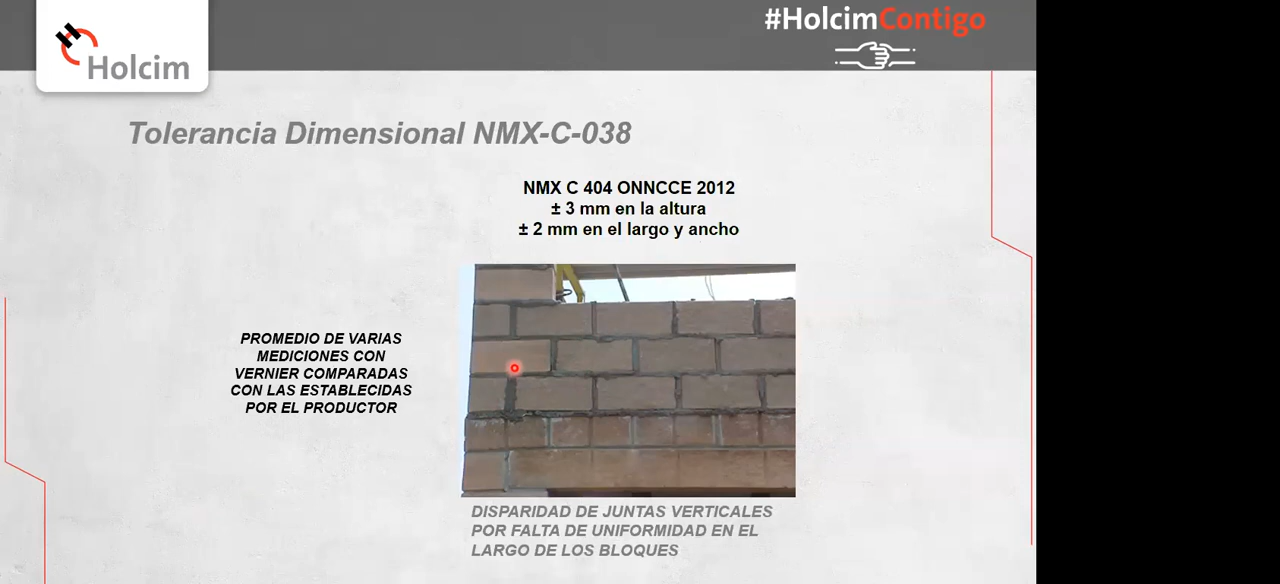 #HolcimContigo
Holcim
Tolerancia Dimensional NMX-C-038
NMX C 404 ONNCCE 2012
± 3 mm en la altura
± 2 mm en el largo y ancho
PROMEDIO DE VARIAS
MEDICIONES CON
VERNIER COMPARADAS
CON LAS ESTABLECIDAS
POR EL PRODUCTOR
DISPARIDAD DE JUNTAS VERTICALES
POR FALTA DE UNIFORMIDAD EN EL
LARGO DE LOS BLOQUES